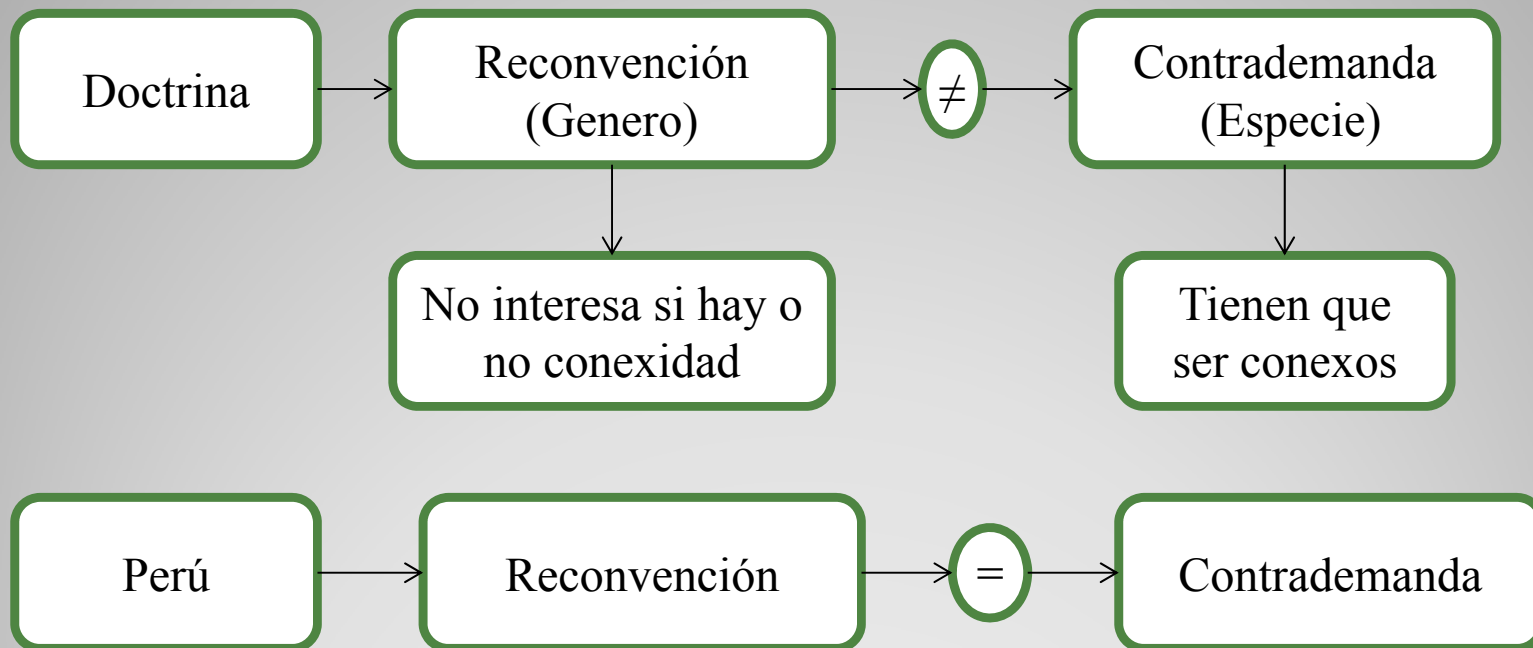 Doctrina
Reconvención
(Genero)
≠
Contrademanda
(Especie)
No interesa si hay o
no conexidad
Tienen que
ser conexos
Perú
Reconvención
=
Contrademanda